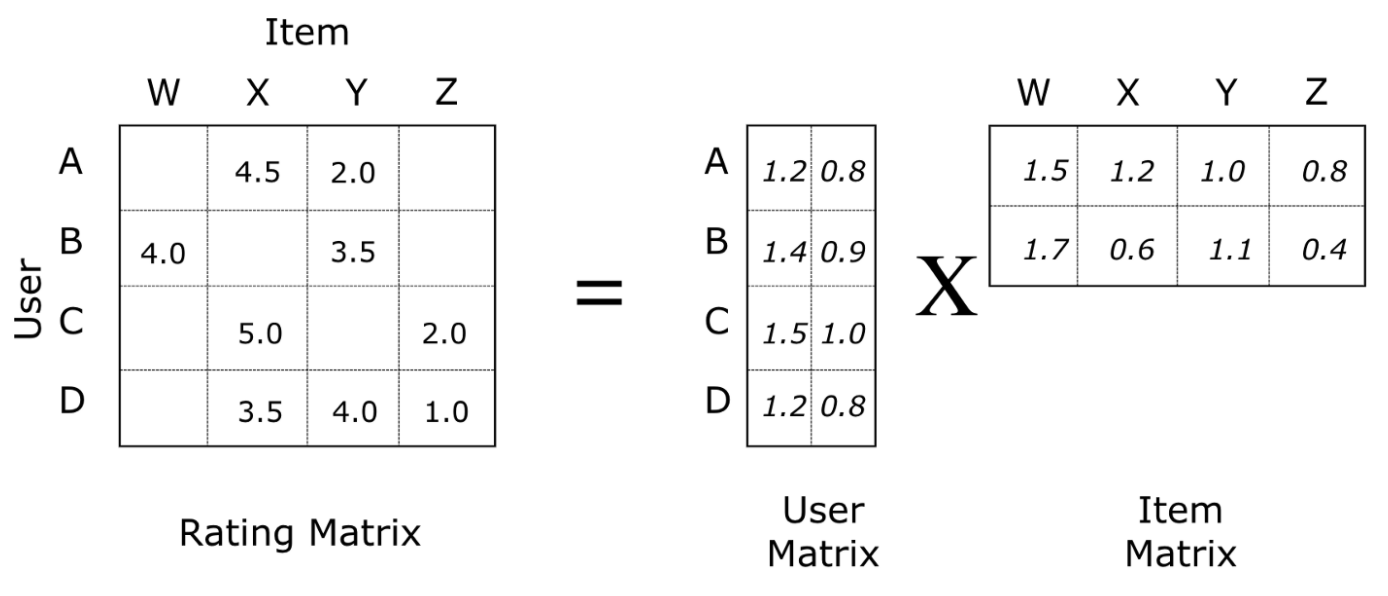 Item
W X Y Z
A 4.5 2.0
B 4.0 3.5
C 5.0 2.0
D 3.5 4.0 1.0
User
Rating Matrix
=
A 1.2 0.8
B 1.4 0.9
C 1.5 1.0
D 1.2 0.8
User
Matrix
X
W X Y Z
1.5 1.2 1.0 0.8
1.7 0.6 1.1 0.4
Item
Matrix